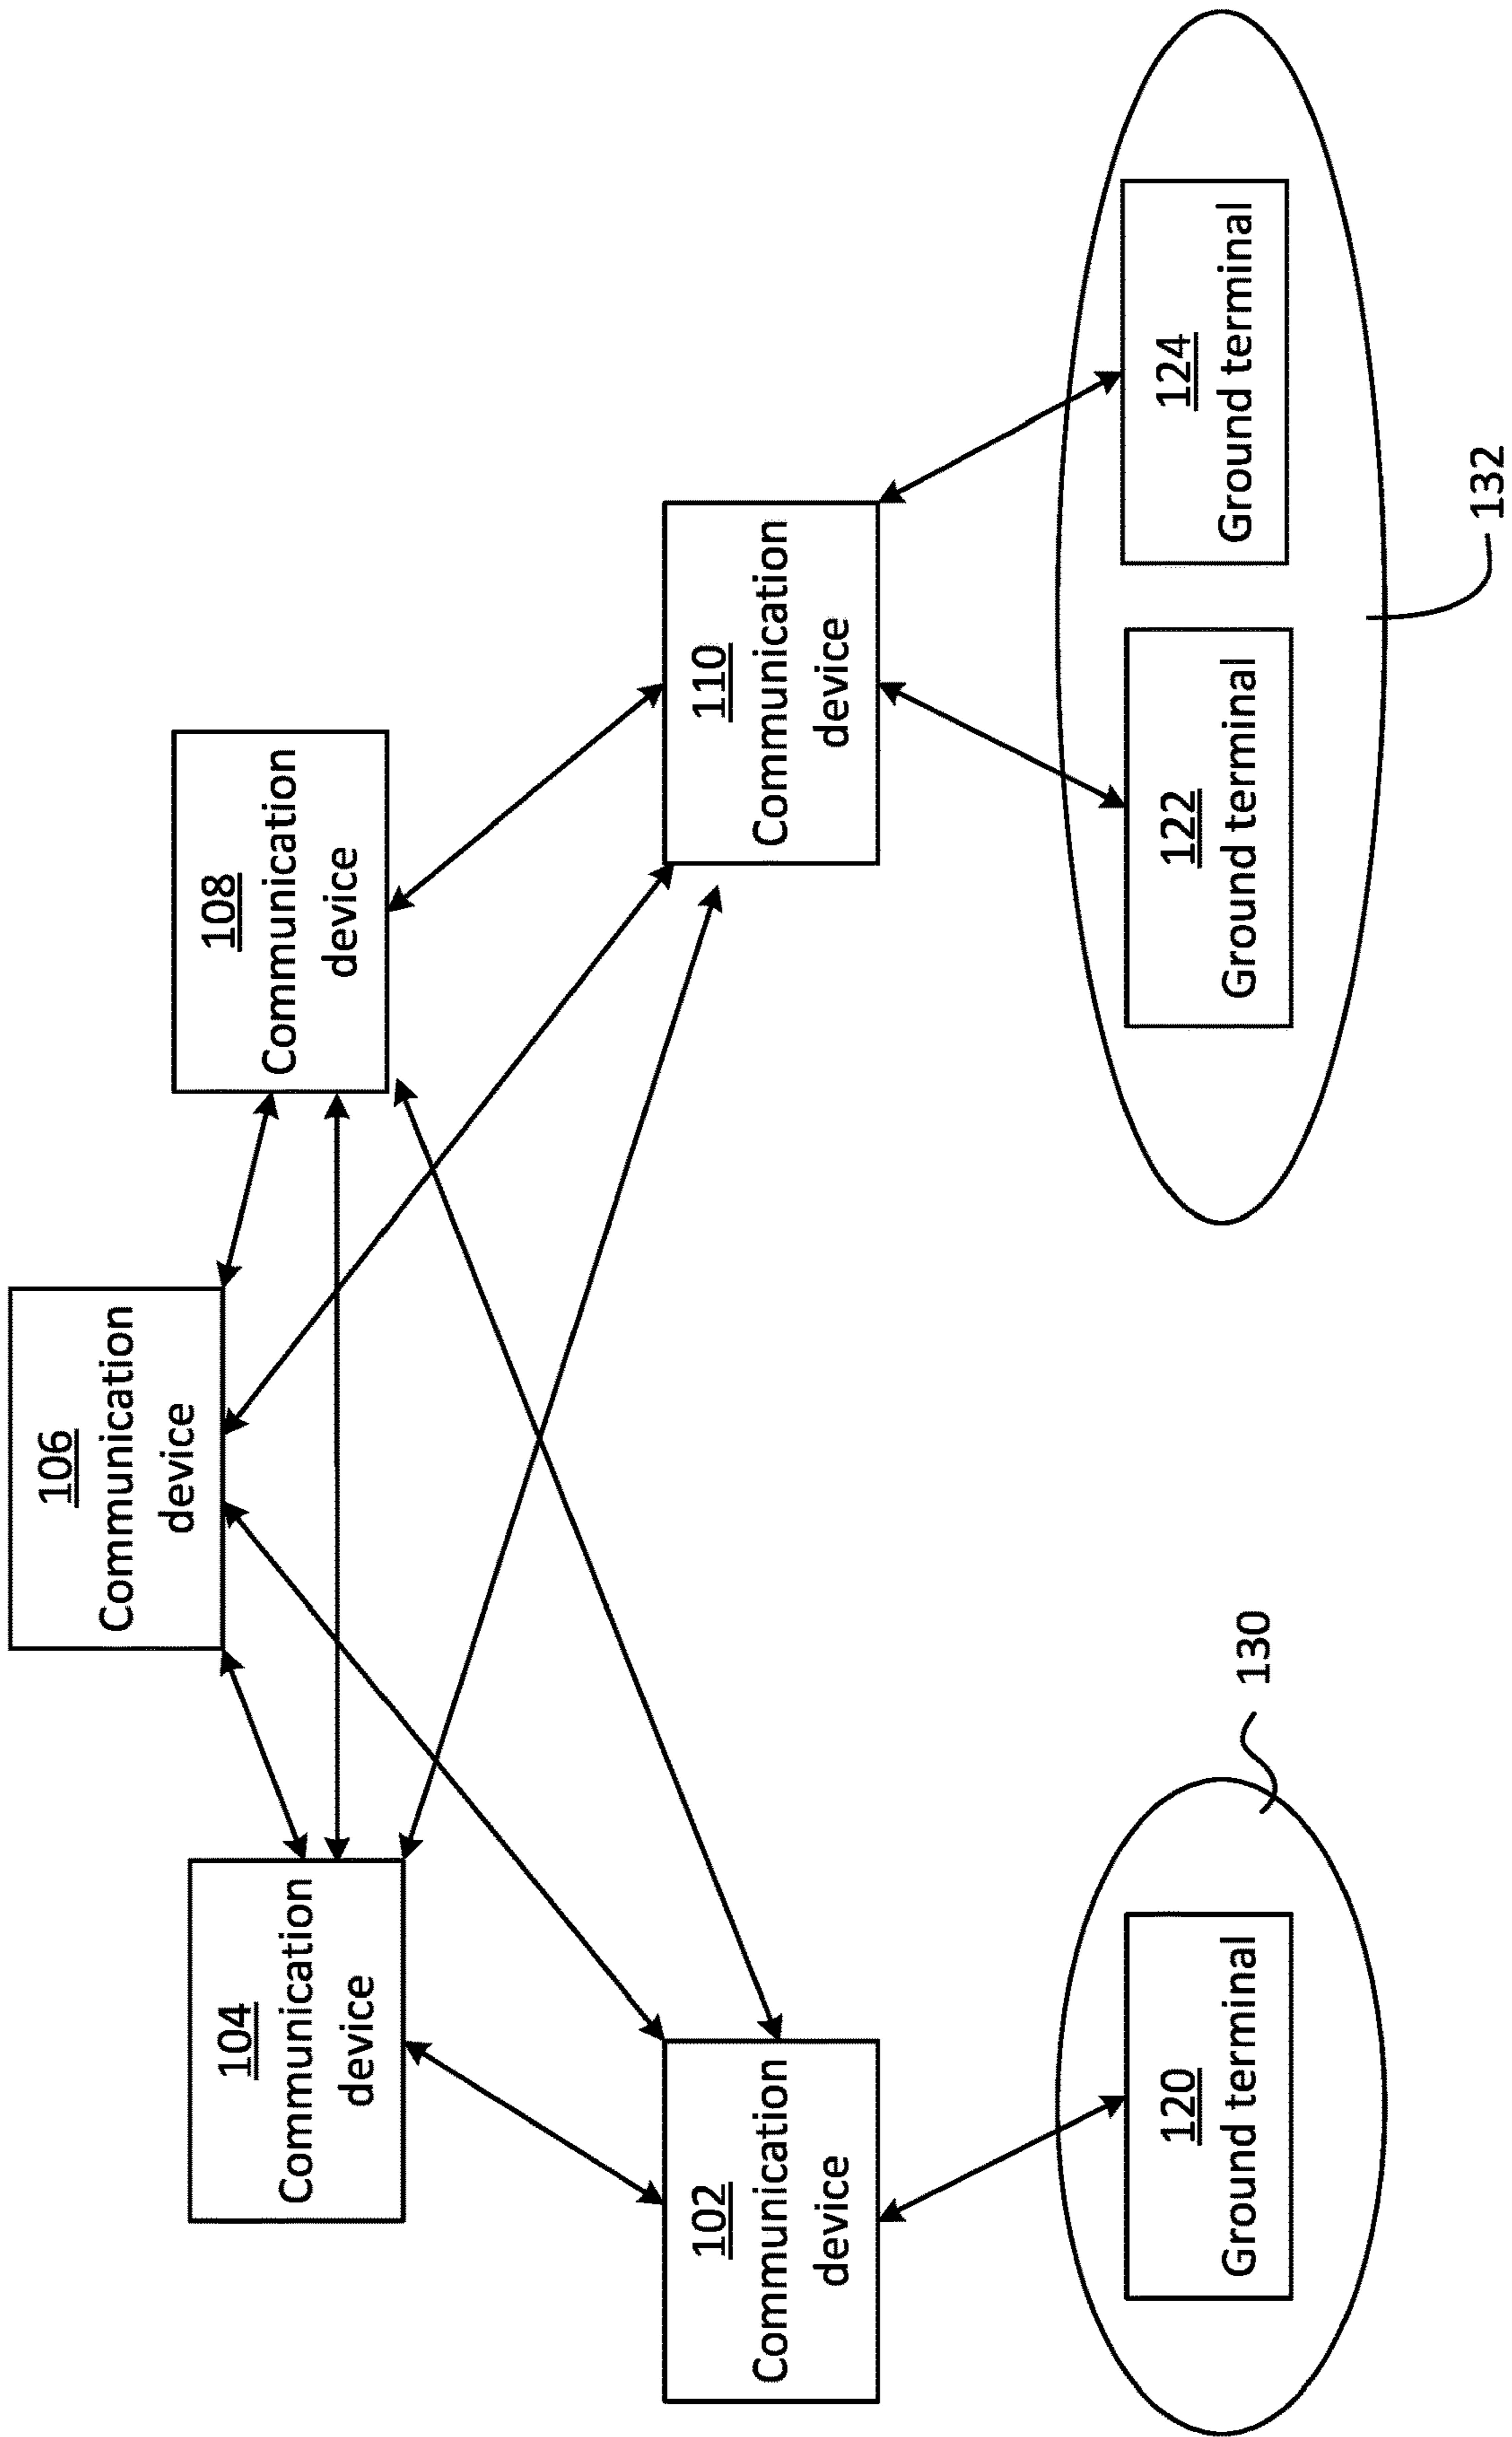 106
Communication
device
104
Communication
device
108
Communication
device
102
Communication
device
110
Communication
device
120
Ground terminal
130
122
Ground terminal
124
Ground terminal
132